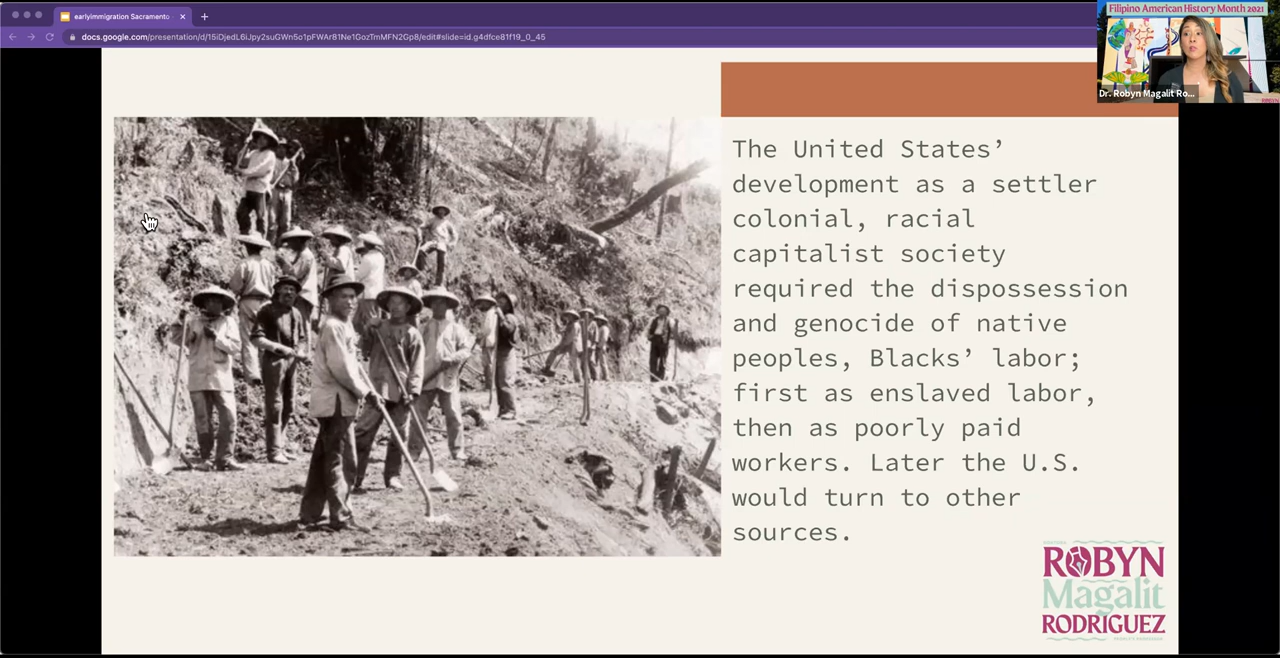 earlyimmigration Sacramento
docs.google.com/presentation/d/15iDjedL6iJpy2suGWn5o1pFWAr81Ne1GozTmMFN2Gp8/edit#slide=id.g4dfce81f19_0_45
Filipino American History Month 2021
Dr. Robyn Magalit Ro...
The United States’
development as a settler
colonial, racial
capitalist society
required the dispossession
and genocide of native
peoples, Blacks’ labor;
first as enslaved labor,
then as poorly paid
workers. Later the U.S.
would turn to other
sources.
ROBYN
Magalit
RODRIGUEZ